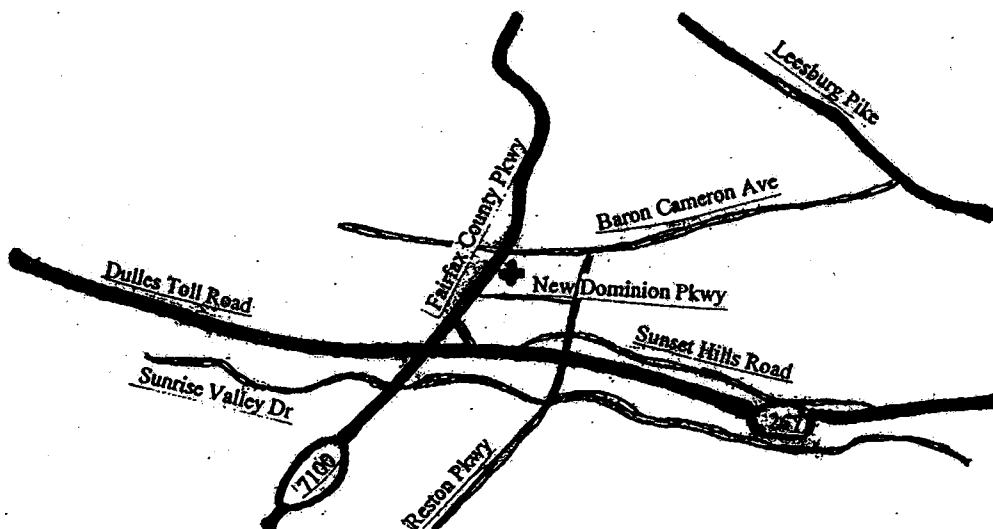 Leesburg Pike
Fairfax County Pkwy
Baron Cameron Ave
Dulles Toll Road
New Dominion Pkwy
Sunset Hills Road
Sunrise Valley Dr
267
7100
Reston Pkwy